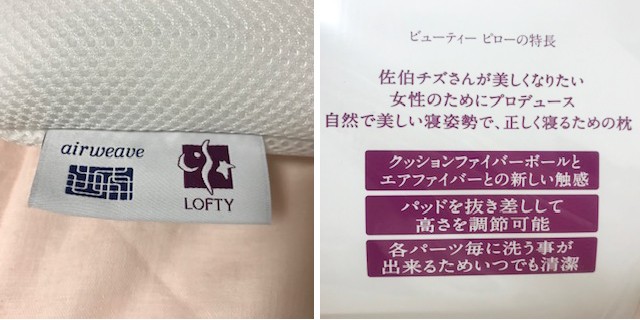 airweave
LOFTY
ビューティー ピローの特長
佐伯チズさんが美しくなりたい
女性のためにプロデュース
自然で美しい寝姿勢で、正しく寝るための枕
クッションファイバーボールと
エアファイバーとの新しい触感
パッドを抜き差しして
高さを調節可能
各パーツ毎に洗う事が
出来るためいつでも清潔